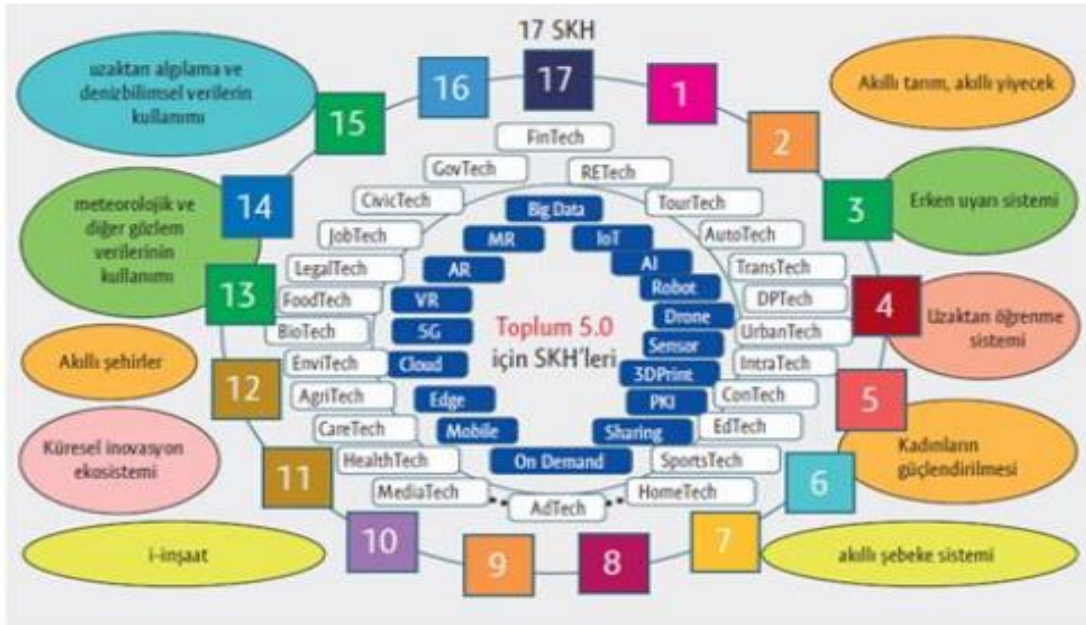 17 SKH
17
1
2
3
4
5
6
7
8
9
10
11
12
13
14
15
16
uzaktan algılama ve
denizbilimsel verilerin
kullanımı
meteorolojik ve
diğer gözlem
verilerinin
kullanımı
Akıllı şehirler
Küresel inovasyon
ekosistemi
i-inşaat
Akıllı tarım, akıllı yiyecek
Erken uyarı sistemi
Uzaktan öğrenme
sistemi
Kadınların
güçlendirilmesi
akıllı şebeke sistemi
FinTech
RETech
TourTech
AutoTech
TransTech
DPTech
UrbanTech
IntraTech
ConTech
EdTech
SportsTech
HomeTech
AdTech
MediaTech
HealthTech
CareTech
AgriTech
EnviTech
BioTech
FoodTech
LegalTech
JobTech
CivicTech
GovTech
Big Data
IoT
AI
Robot
Drone
Sensor
3DPrint
PKI
Sharing
On Demand
Mobile
Edge
Cloud
5G
VR
AR
MR
Toplum 5.0
için SKH'leri